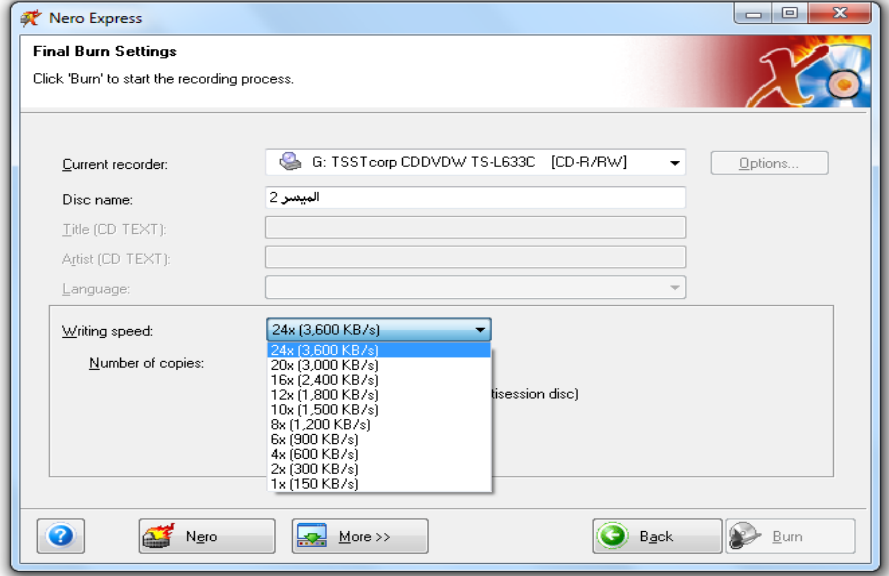 Nero Express
Final Burn Settings
Click 'Burn' to start the recording process.
Current recorder: G: TSSTcorp CDDVDW TS-L633C [CD-R/RW] Options...
Disc name: الميسر 2
Title (CD TEXT):
Artist (CD TEXT):
Language:
Writing speed: 24x (3,600 KB/s)
24x (3,600 KB/s)
Number of copies:
20x (3,000 KB/s)
16x (2,400 KB/s)
12x (1,800 KB/s) tisession disc)
10x (1,500 KB/s)
8x (1,200 KB/s)
6x (900 KB/s)
4x (600 KB/s)
2x (300 KB/s)
1x (150 KB/s)
? Nero More >> Back Burn